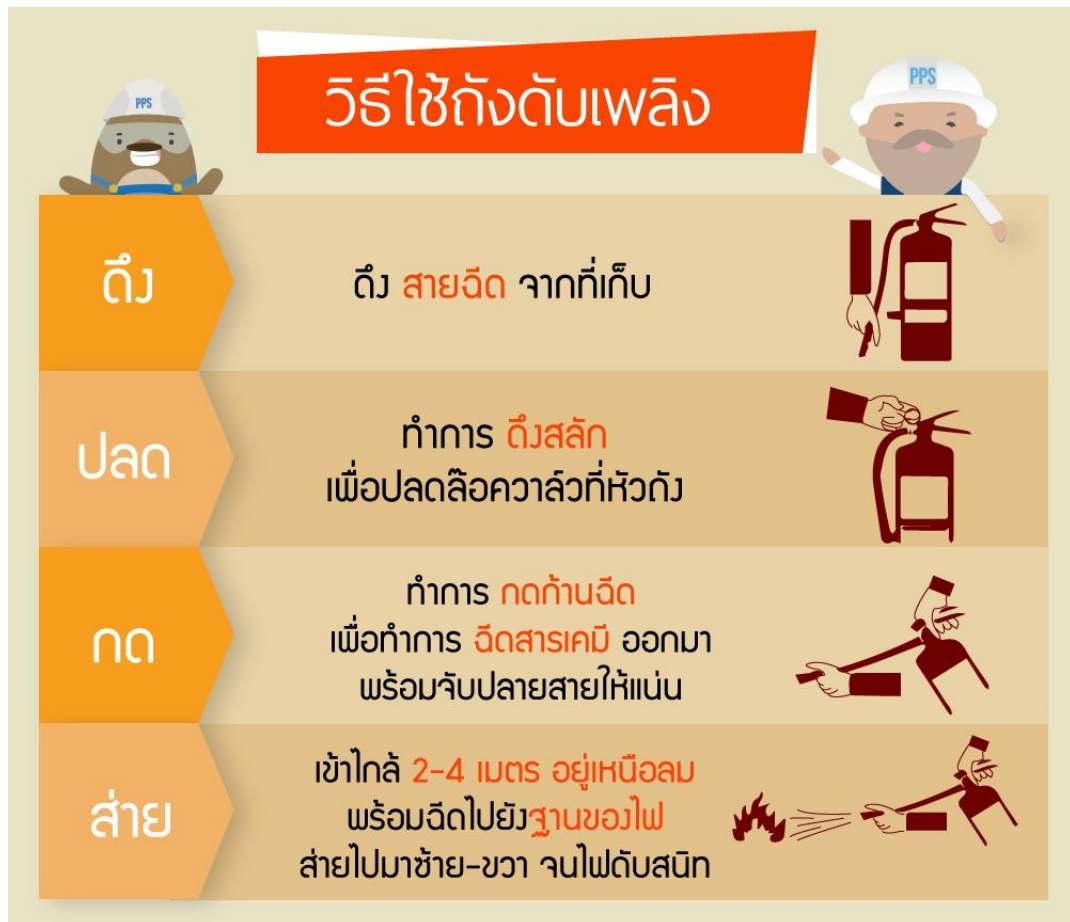 วิธีใช้ถังดับเพลิง
PPS
PPS
ดึง
ดึง สายฉีด จากที่เก็บ
ปลด
ทำการ ดึงสลัก
เพื่อปลดล๊อควาล์วที่หัวถัง
กด
ทำการ กดก้านฉีด
เพื่อทำการ ฉีดสารเคมี ออกมา
พร้อมจับปลายสายให้แน่น
ส่าย
เข้าใกล้ 2-4 เมตร อยู่เหนือลม
พร้อมฉีดไปยังฐานของไฟ
ส่ายไปมาซ้าย-ขวา จนไฟดับสนิท